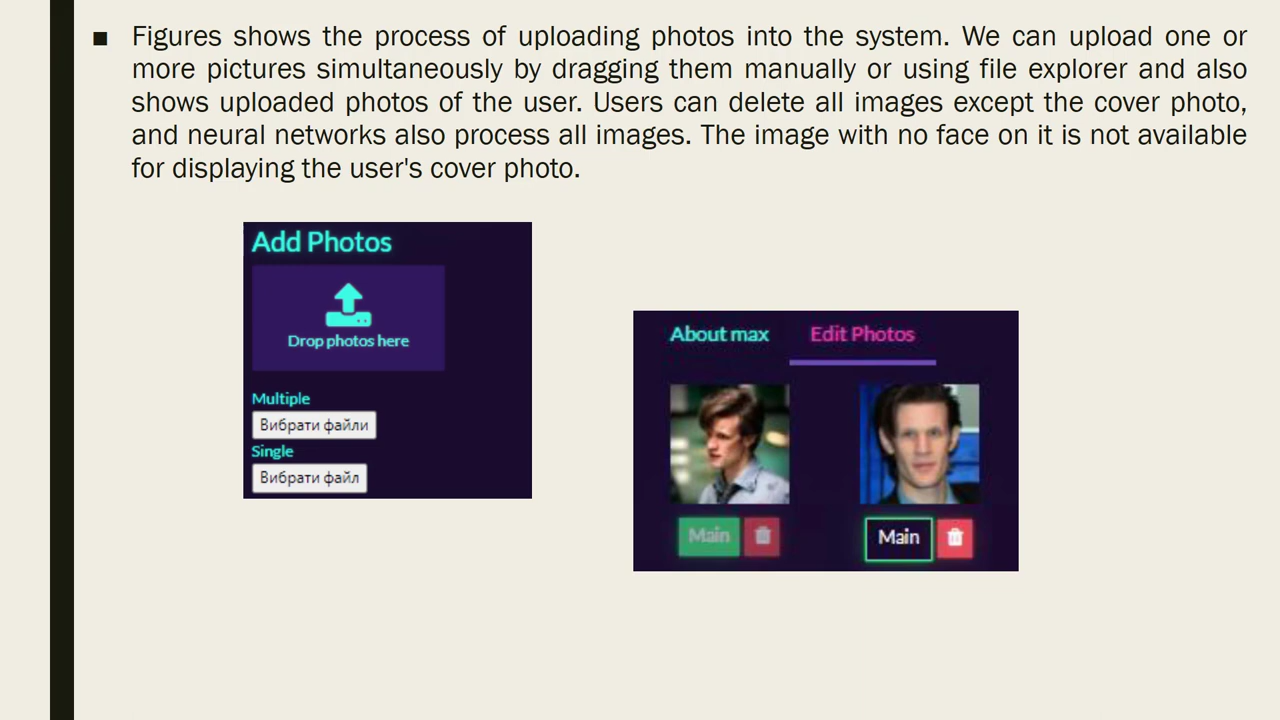 Figures shows the process of uploading photos into the system. We can upload one or
more pictures simultaneously by dragging them manually or using file explorer and also
shows uploaded photos of the user. Users can delete all images except the cover photo,
and neural networks also process all images. The image with no face on it is not available
for displaying the user's cover photo.
Add Photos
Drop photos here
Multiple
Вибрати файли
Single
Вибрати файл
About max Edit Photos
Main Main